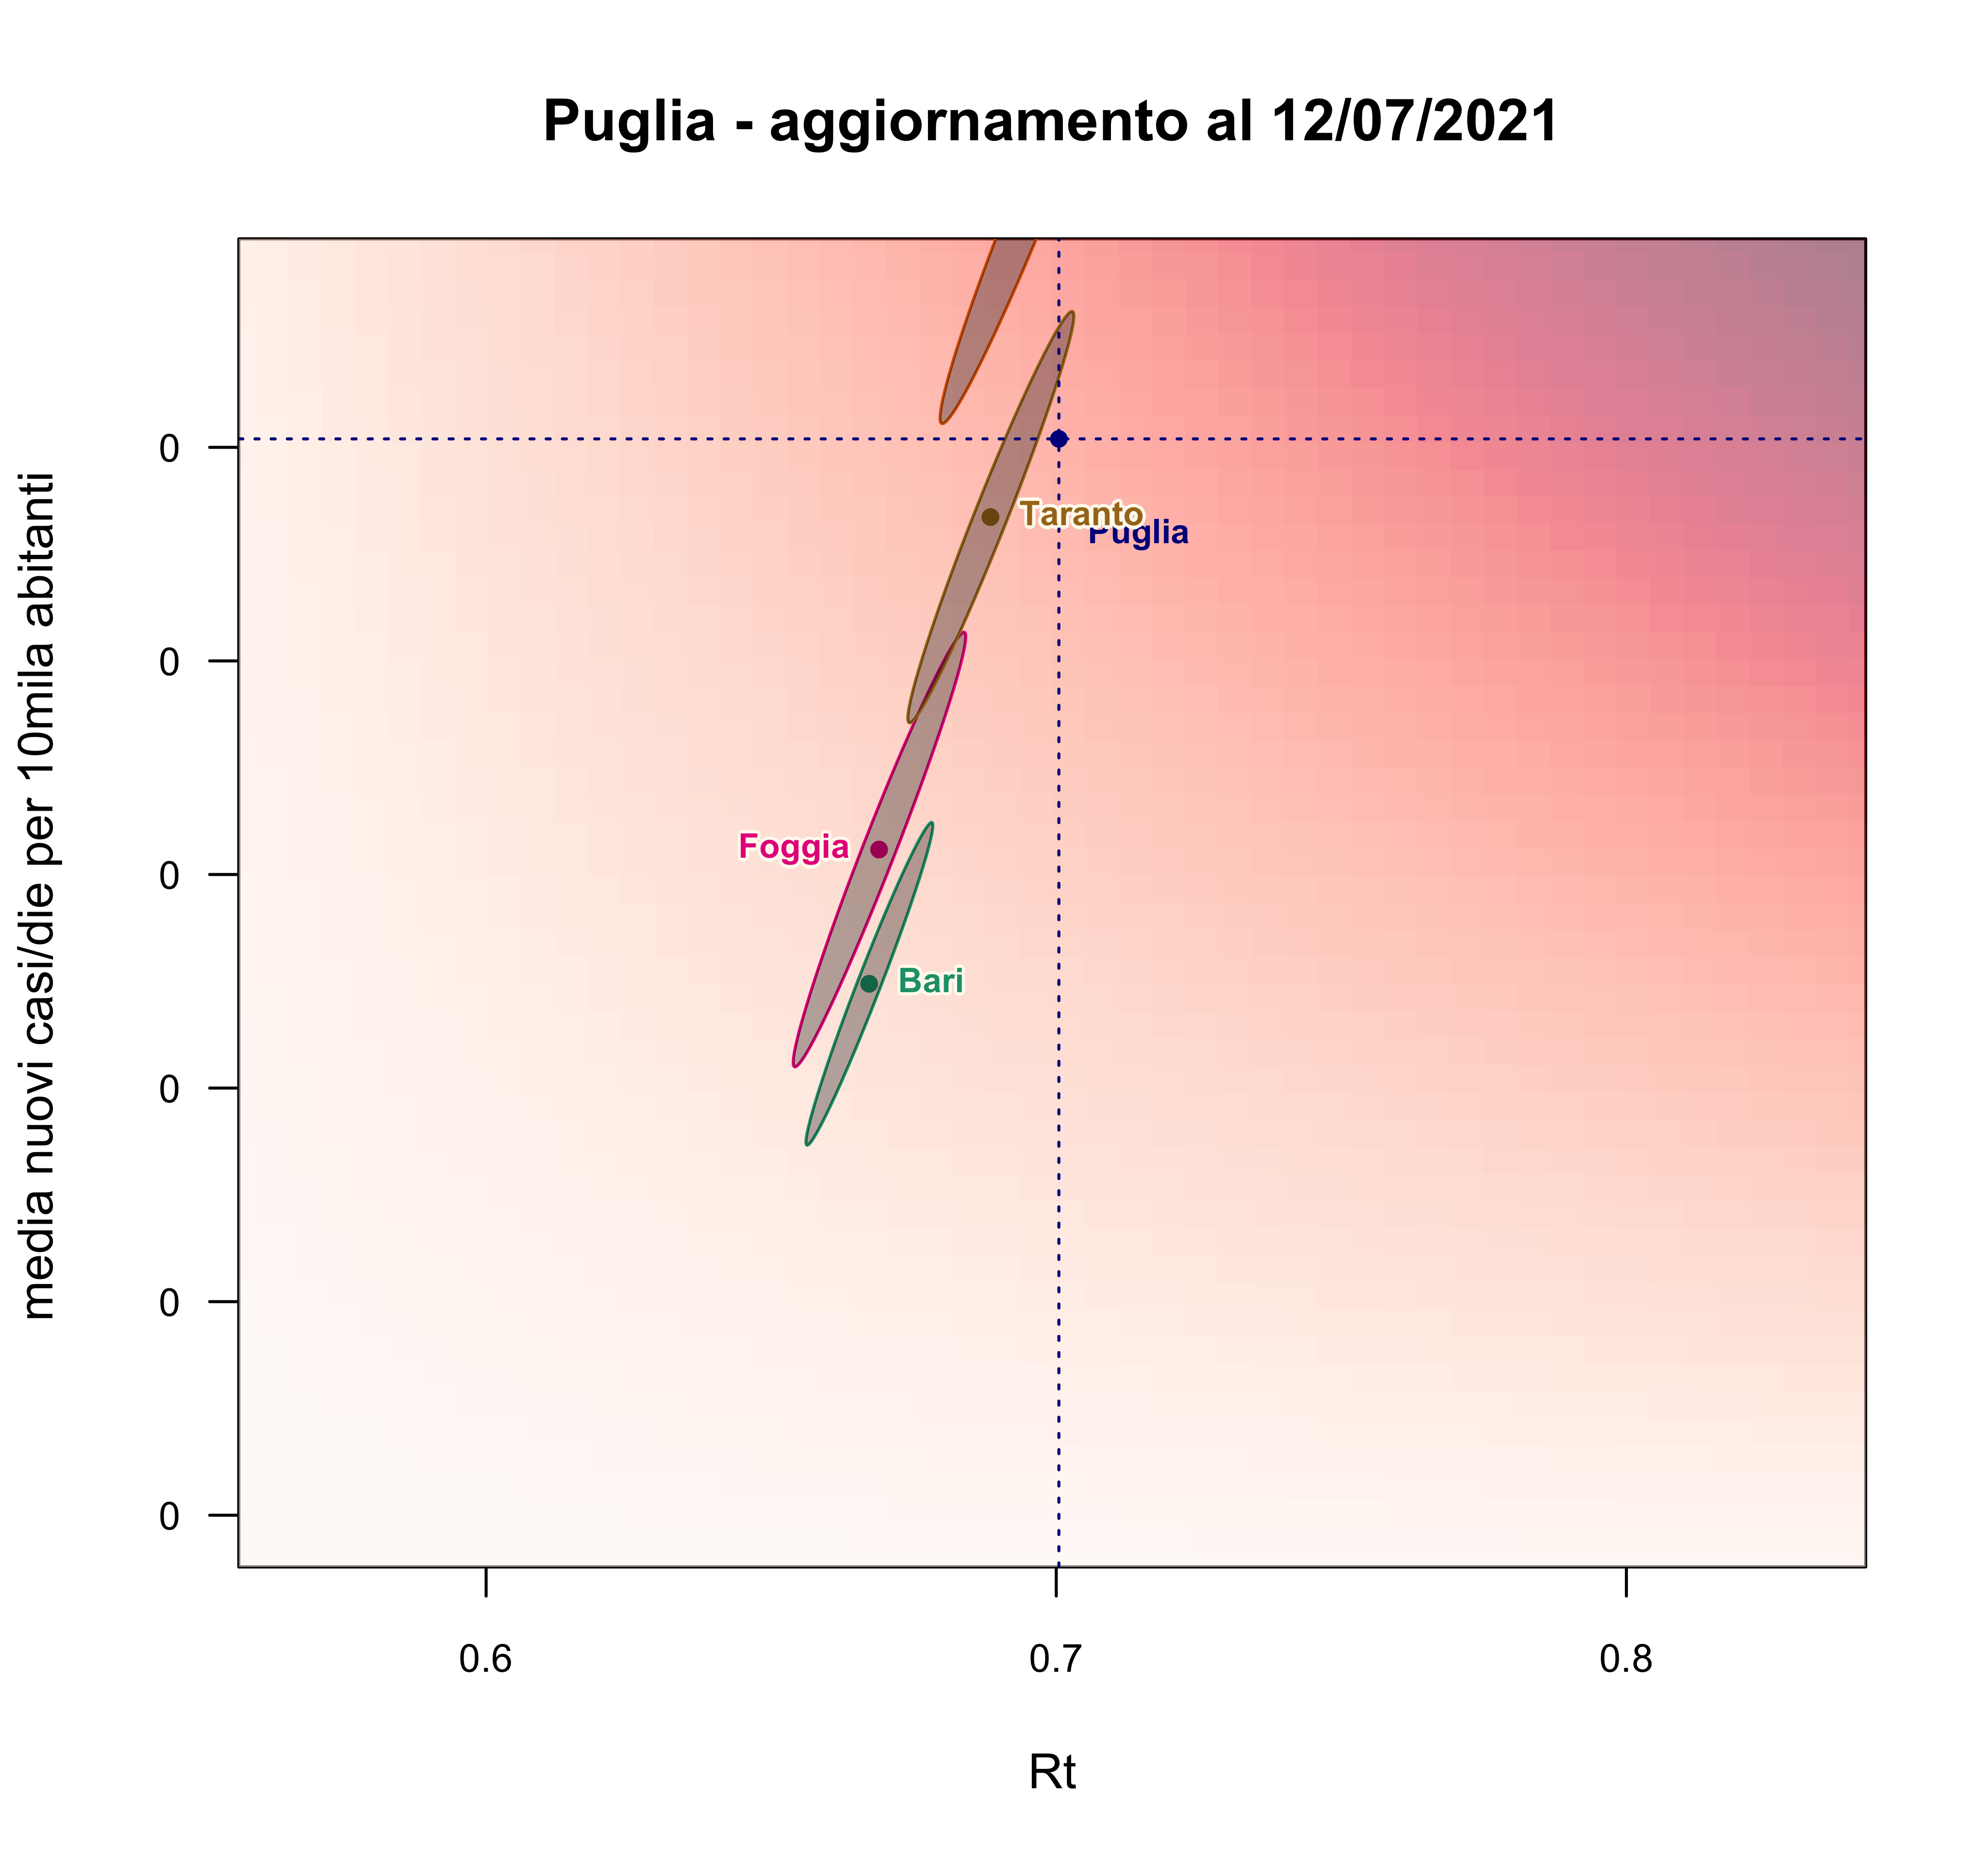 Puglia - aggiornamento al 12/07/2021
media nuovi casi/die per 10mila abitanti
0
0
Taranto
Puglia
0
Foggia
0
Bari
0
0
0.6 0.7 0.8
Rt